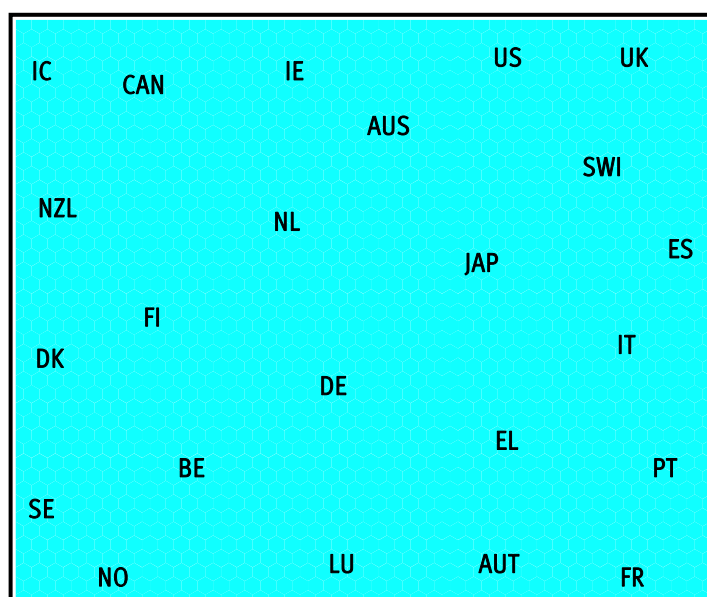 IC
CAN
IE
US
UK
AUS
SWI
NZL
NL
JAP
ES
FI
DK
DE
IT
EL
BE
PT
SE
NO
LU
AUT
FR